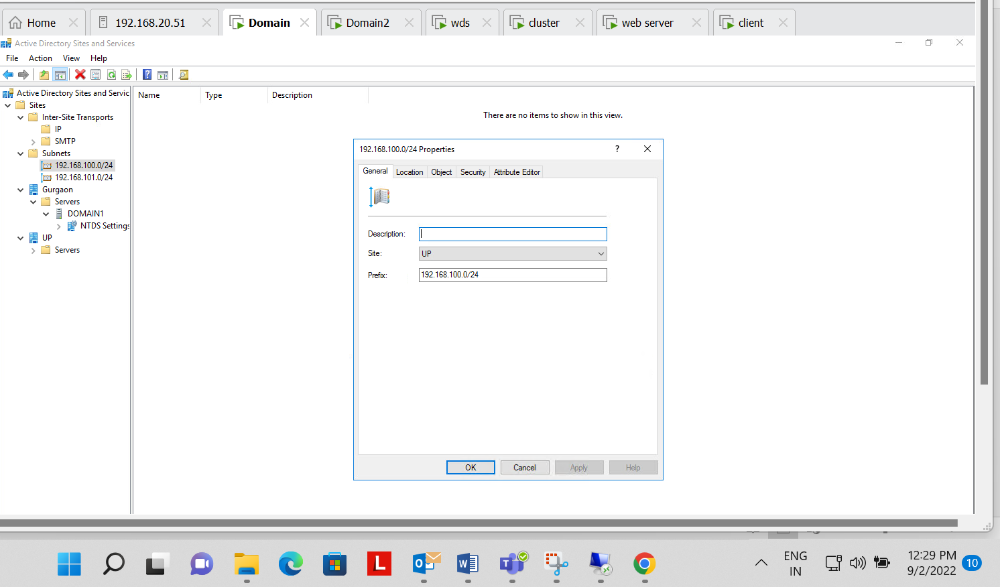 Home
192.168.20.51
Domain
Domain2
wds
cluster
web server
client
Active Directory Sites and Services
File Action View Help
Active Directory Sites and Servic
Sites
Inter-Site Transports
IP
SMTP
Subnets
192.168.100.0/24
192.168.101.0/24
Gurgaon
Servers
DOMAIN1
NTDS Settings
UP
Servers
Name Type Description
There are no items to show in this view.
192.168.100.0/24 Properties ?
General Location Object Security Attribute Editor
Description:
Site: UP
Prefix: 192.168.100.0/24
OK Cancel Apply Help
ENG
IN
12:29 PM
9/2/2022
10